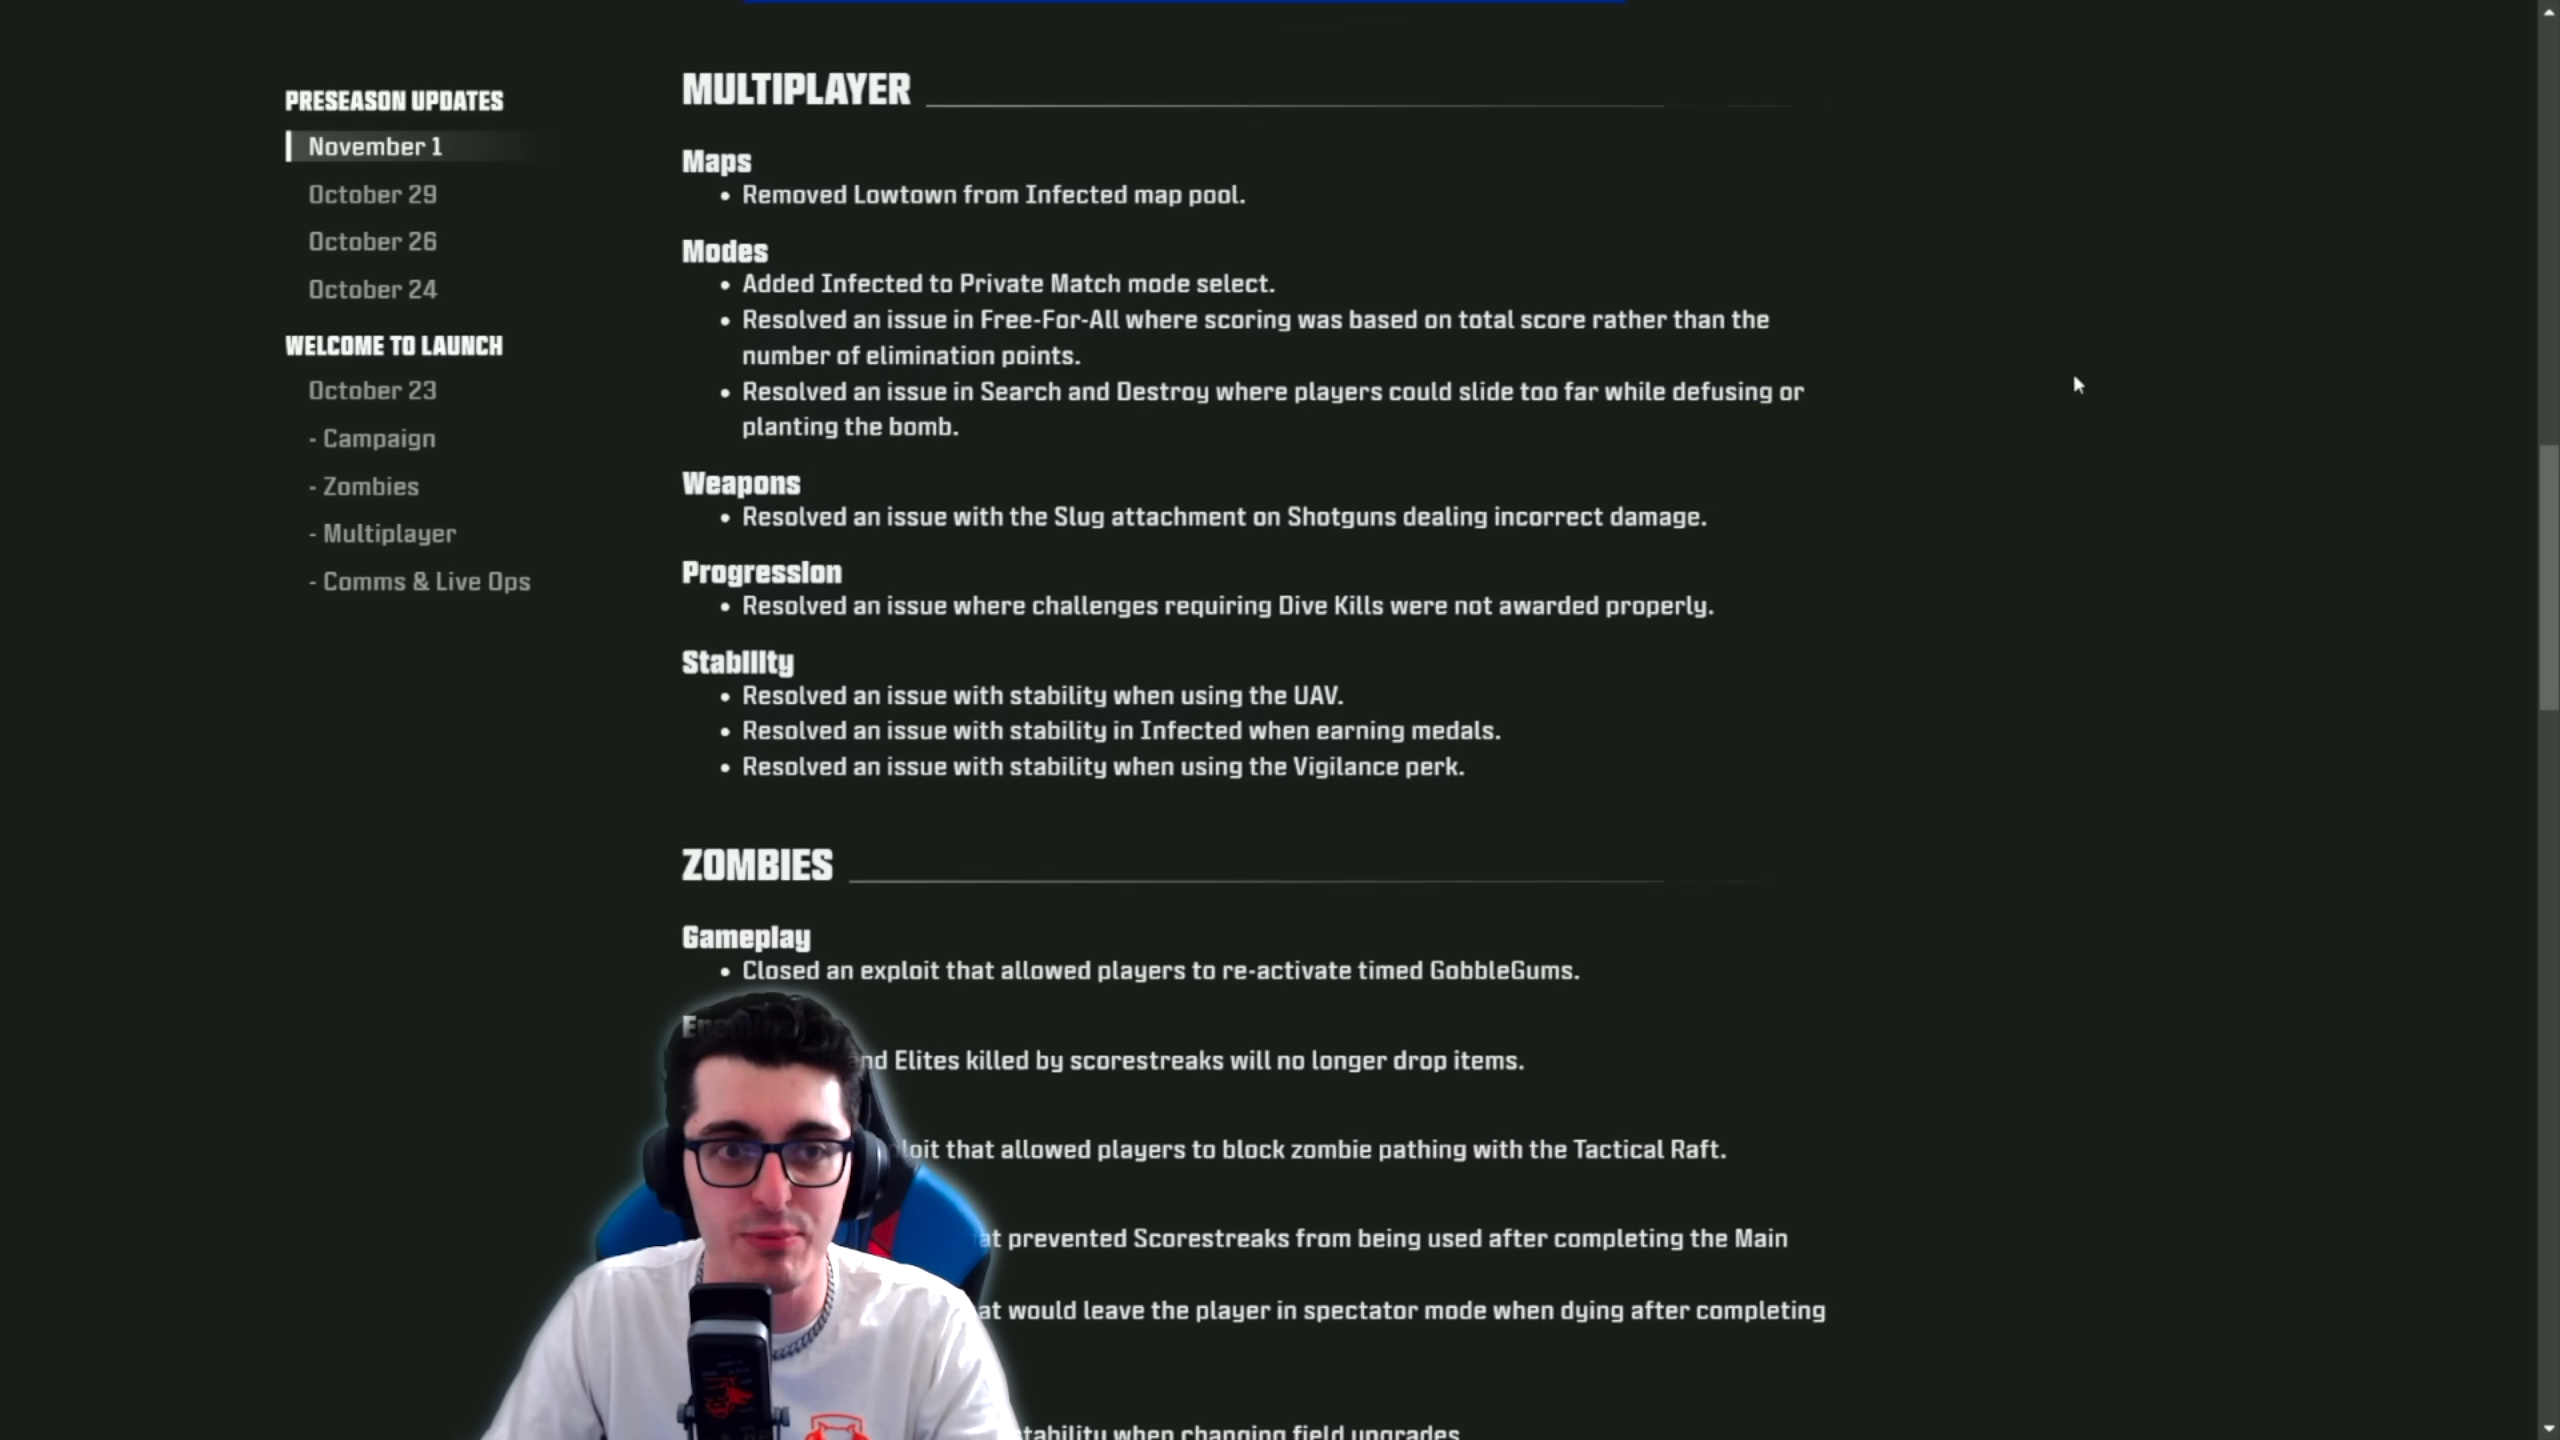 PRESEASON UPDATES
November 1
October 29
October 26
October 24
WELCOME TO LAUNCH
October 23
- Campaign
- Zombies
- Multiplayer
- Comms & Live Ops
MULTIPLAYER
Maps
• Removed Lowtown from Infected map pool.
Modes
• Added Infected to Private Match mode select.
• Resolved an issue in Free-For-All where scoring was based on total score rather than the
number of elimination points.
• Resolved an issue in Search and Destroy where players could slide too far while defusing or
planting the bomb.
Weapons
• Resolved an issue with the Slug attachment on Shotguns dealing incorrect damage.
Progression
• Resolved an issue where challenges requiring Dive Kills were not awarded properly.
Stability
• Resolved an issue with stability when using the UAV.
• Resolved an issue with stability in Infected when earning medals.
• Resolved an issue with stability when using the Vigilance perk.
ZOMBIES
Gameplay
• Closed an exploit that allowed players to re-activate timed GobbleGums.
Elites killed by scorestreaks will no longer drop items.
that allowed players to block zombie pathing with the Tactical Raft.
prevented Scorestreaks from being used after completing the Main
would leave the player in spectator mode when dying after completing
when changing field upgrades